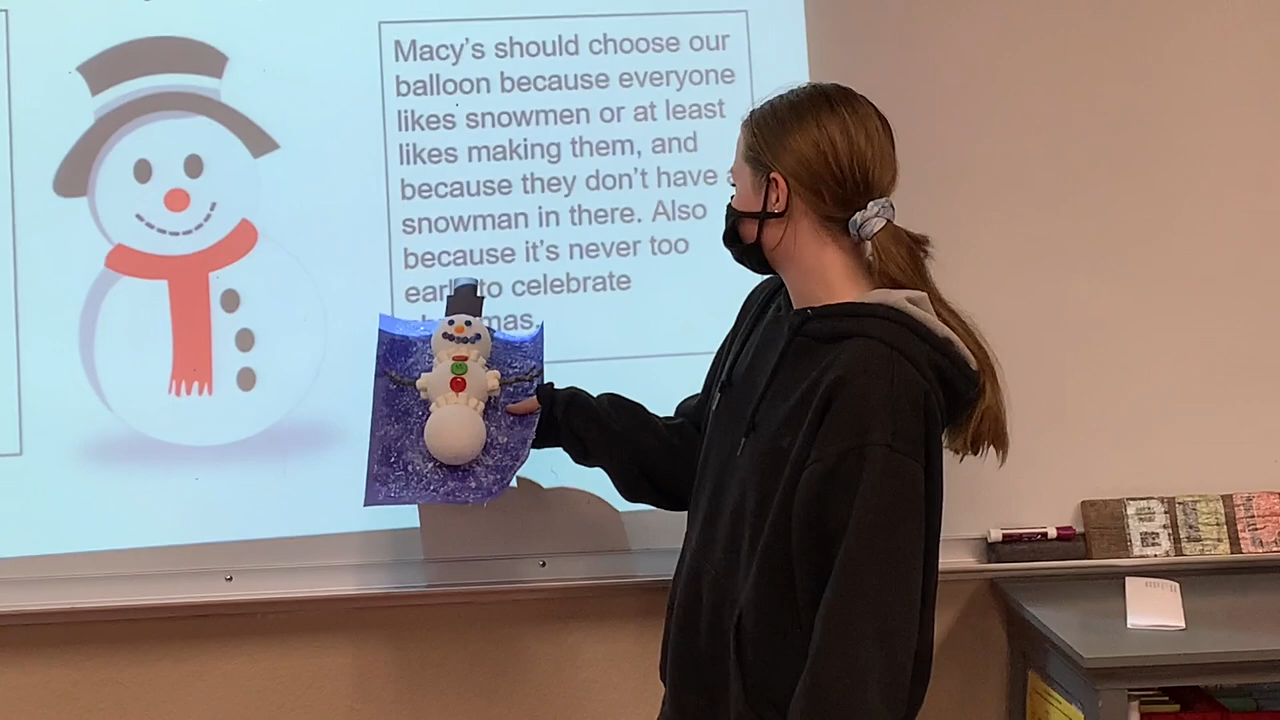 Macy's should choose our
balloon because everyone
likes snowmen or at least
likes making them, and
because they don't have
snowman in there. Also
because it's never too
to celebrate